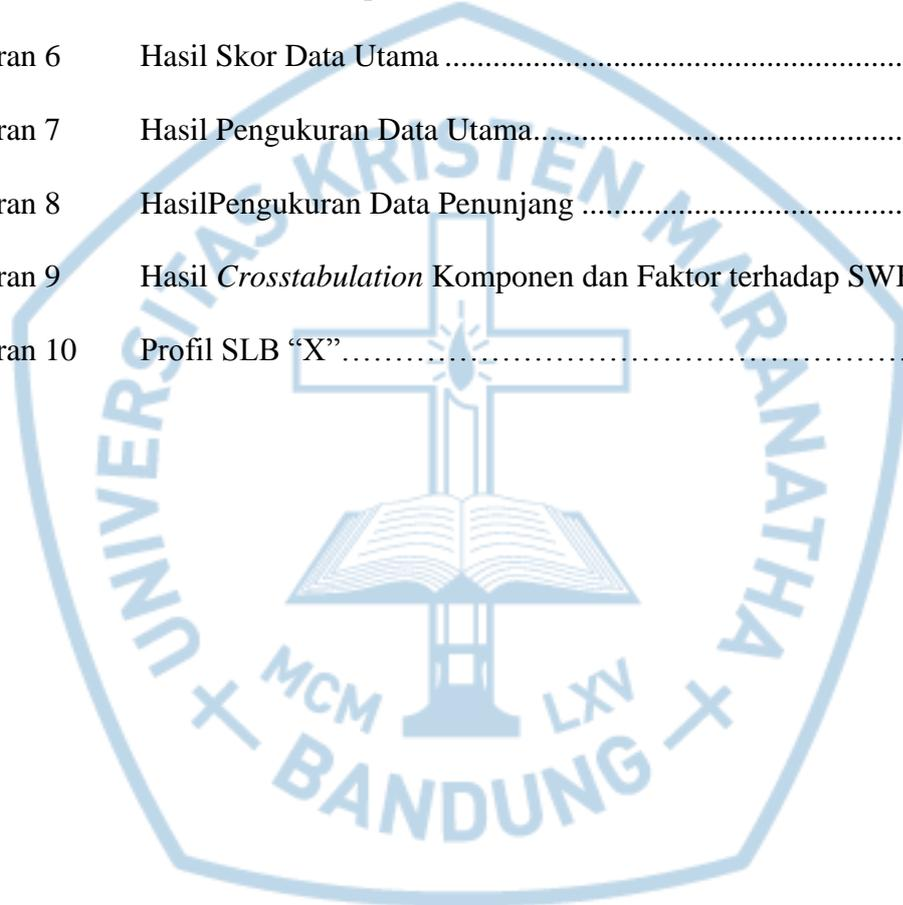 ran 6 Hasil Skor Data Utama ........................................................
ran 7 Hasil Pengukuran Data Utama.............................................
ran 8 HasilPengukuran Data Penunjang ........................................
ran 9 Hasil Crosstabulation Komponen dan Faktor terhadap SW
ran 10 Profil SLB “X”…………………………………………………
UNIVERSITAS KRISTEN MARANATHA
MCM LXV
BANDUNG